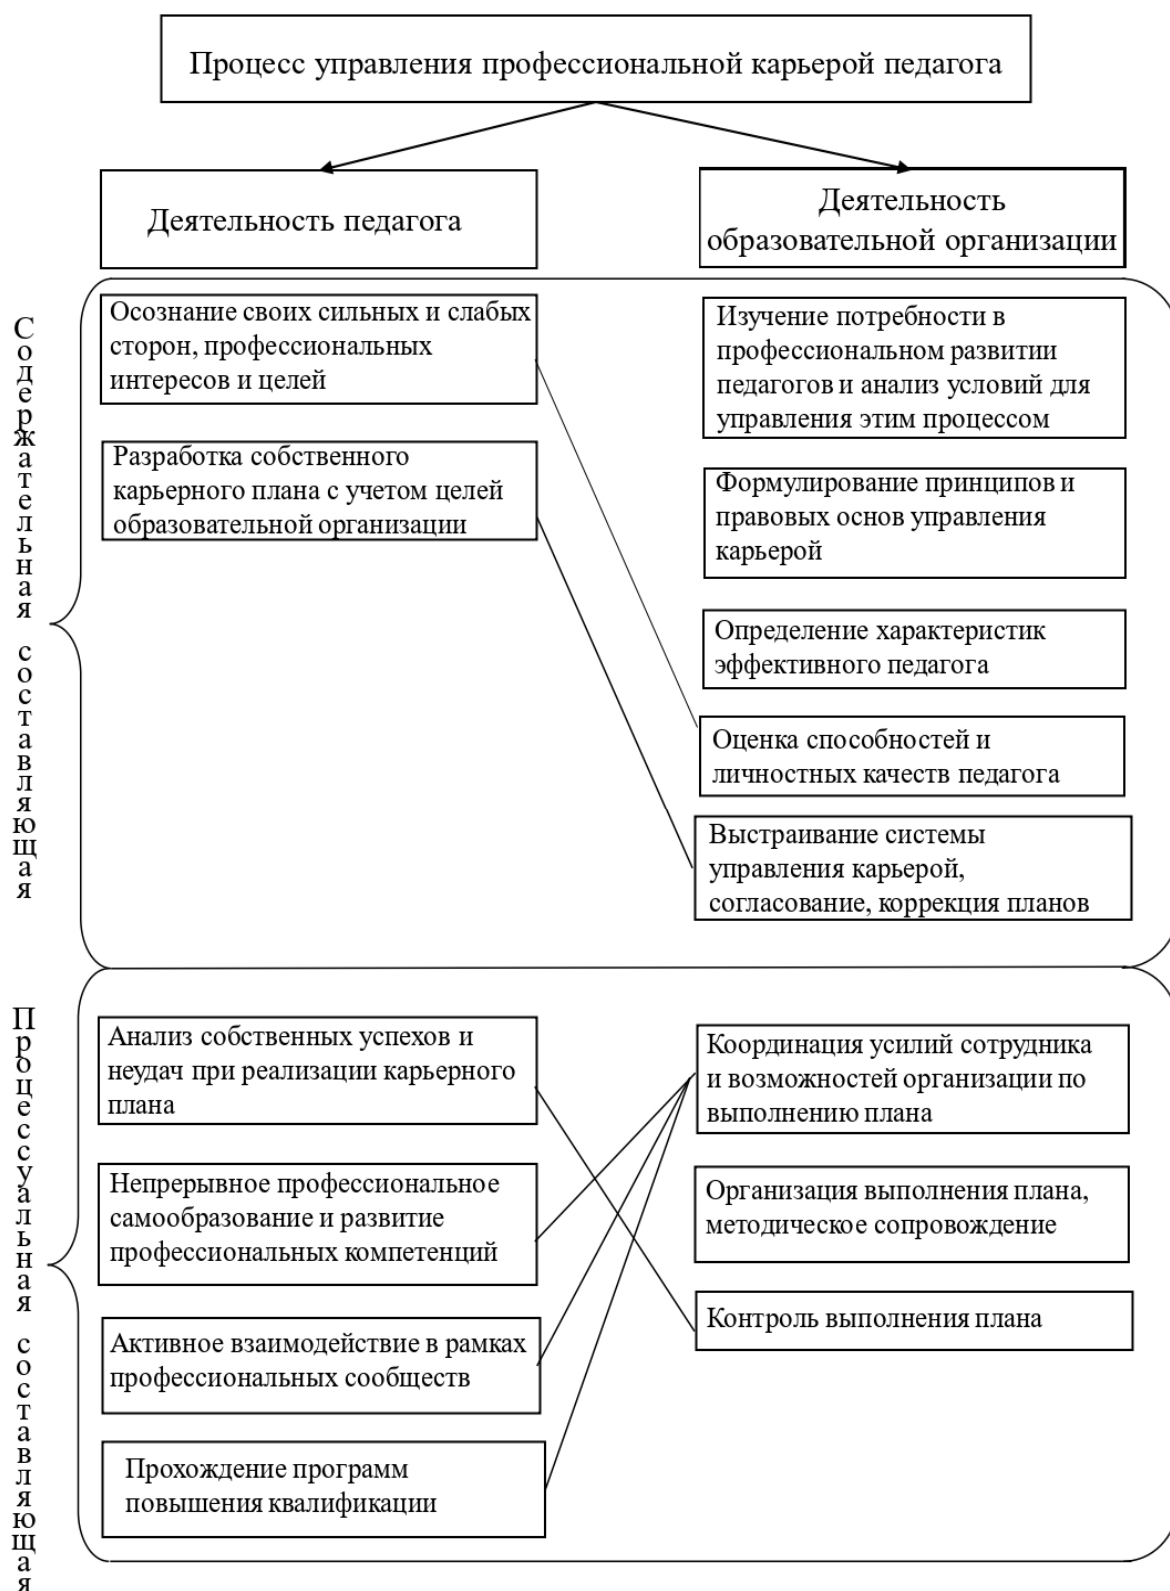 Процесс управления профессиональной карьерой педагога
Деятельность педагога
Деятельность
образовательной организации
Содержательная составляющая
Осознание своих сильных и слабых
сторон, профессиональных
интересов и целей
Разработка собственного
карьерного плана с учетом целей
образовательной организации
Изучение потребности в
профессиональном развитии
педагогов и анализ условий для
управления этим процессом
Формулирование принципов и
правовых основ управления
карьерой
Определение характеристик
эффективного педагога
Оценка способностей и
личностных качеств педагога
Выстраивание системы
управления карьерой,
согласование, коррекция планов
Процессуальная составляющая
Анализ собственных успехов и
неудач при реализации карьерного
плана
Непрерывное профессиональное
самообразование и развитие
профессиональных компетенций
Активное взаимодействие в рамках
профессиональных сообществ
Прохождение программ
повышения квалификации
Координация усилий сотрудника
и возможностей организации по
выполнению плана
Организация выполнения плана,
методическое сопровождение
Контроль выполнения плана